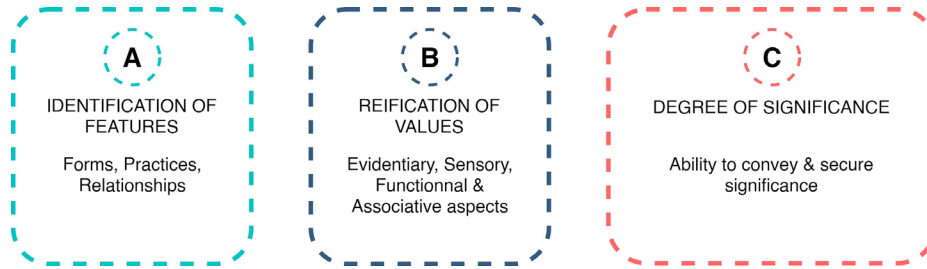 A
IDENTIFICATION OF
FEATURES
Forms, Practices,
Relationships
B
REIFICATION OF
VALUES
Evidentiary, Sensory,
Functionnal &
Associative aspects
C
DEGREE OF SIGNIFICANCE
Ability to convey & secure
significance